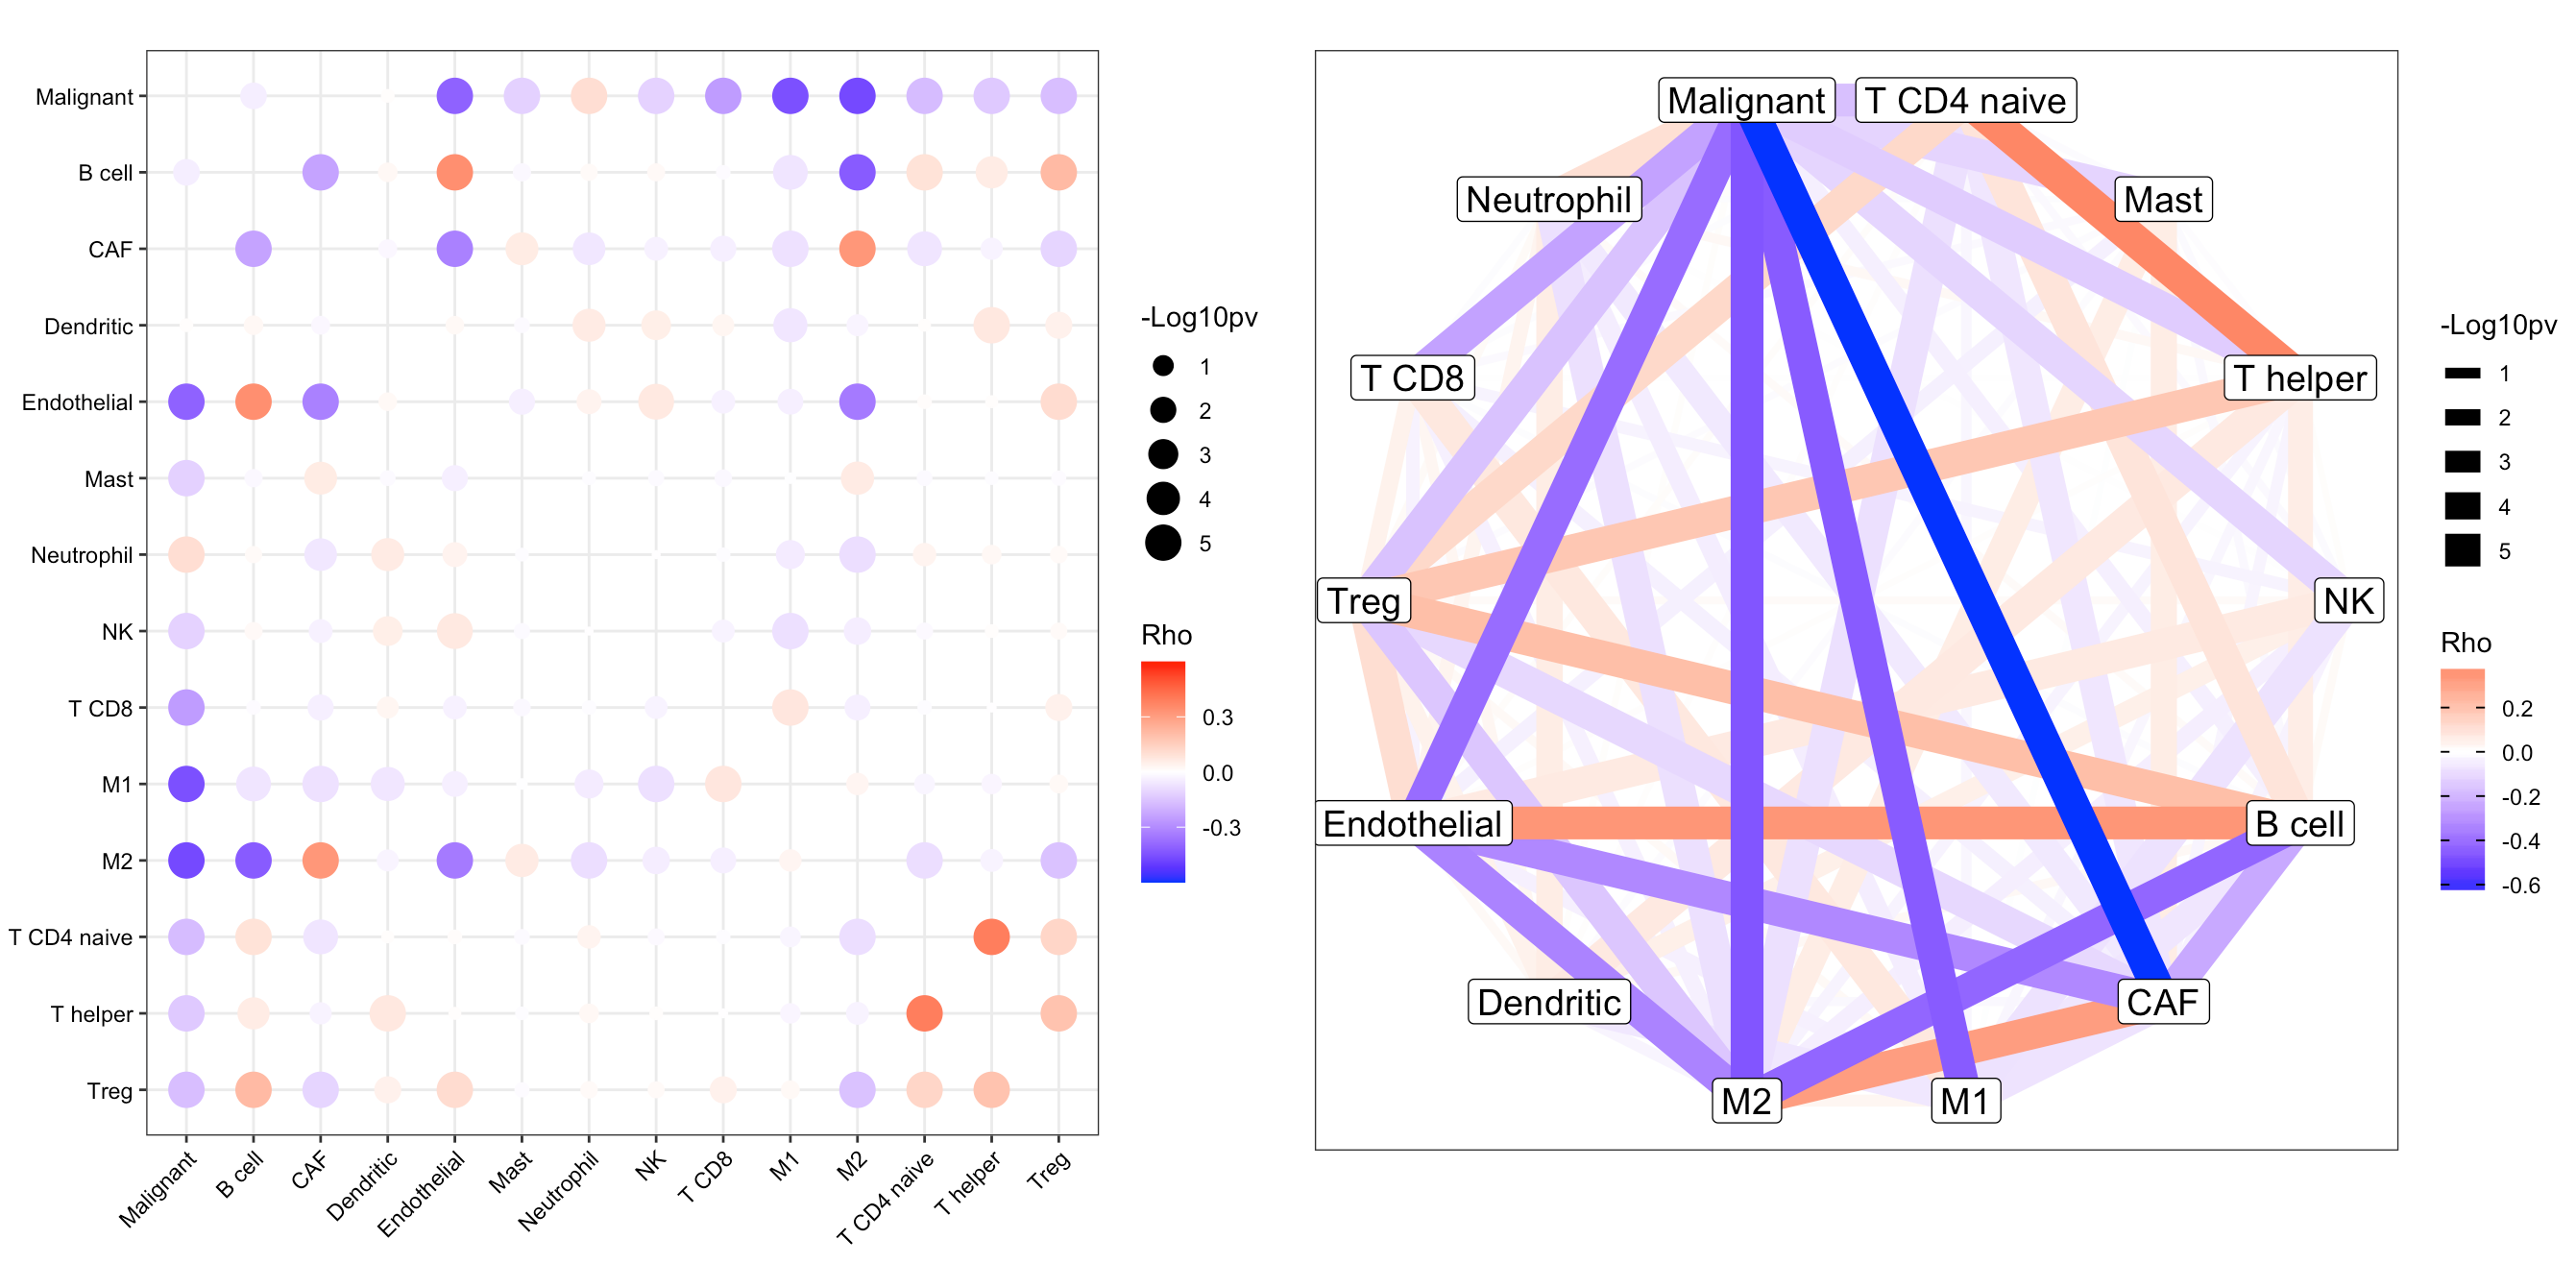 Malignant
B cell
CAF
Dendritic
Endothelial
Mast
Neutrophil
NK
T CD8
M1
M2
T CD4 naive
T helper
Treg
Malignant
B cell
CAF
Dendritic
Endothelial
Mast
Neutrophil
NK
T CD8
M1
M2
T CD4 naive
T helper
Treg
-Log10pv
1
2
3
4
5
Rho
0.3
0.0
-0.3
Malignant
T CD4 naive
Neutrophil
Mast
T CD8
T helper
Treg
NK
Endothelial
B cell
Dendritic
CAF
M2
M1
-Log10pv
1
2
3
4
5
Rho
0.2
0.0
-0.2
-0.4
-0.6